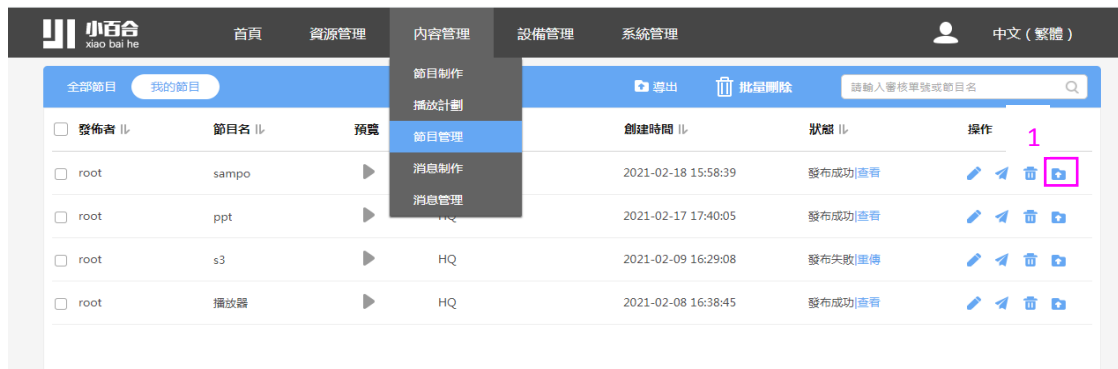 小百合 首頁 資源管理 內容管理 設備管理 系統管理 中文（繁體）
xiao bai he
節目制作
播放計劃
節目管理
消息制作
消息管理
全部節目 我的節目 導出 批量刪除 請輸入審核單號或節目名
發佈者 節目名 預覽 創建時間 狀態 操作 1
root sampo 2021-02-18 15:58:39 發布成功|查看
root ppt HQ 2021-02-17 17:40:05 發布成功|查看
root s3 HQ 2021-02-09 16:29:08 發布失敗|重傳
root 播放器 HQ 2021-02-08 16:38:45 發布成功|查看